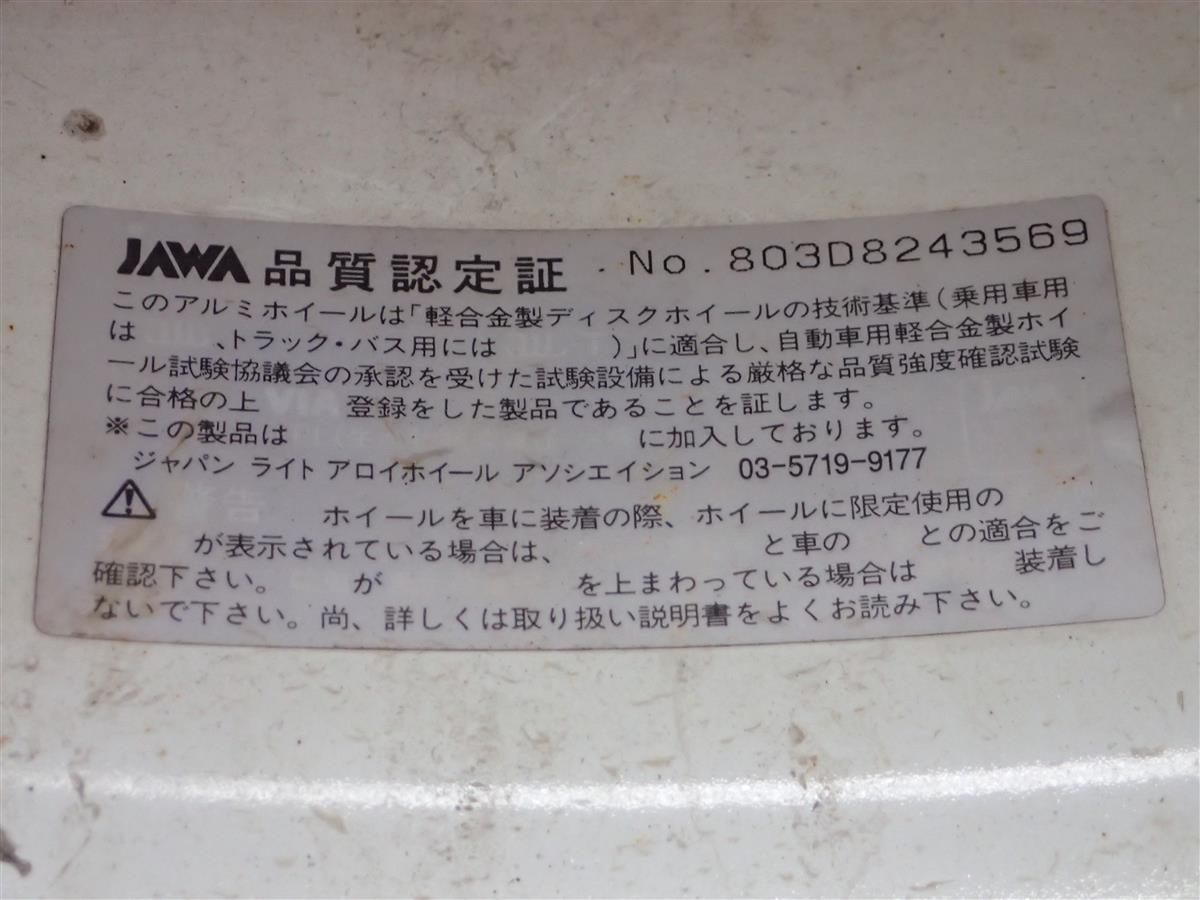 JAWA 品質認定証 No. 803D8243569
このアルミホイールは「軽合金製ディスクホイールの技術基準(乗用車用
は 、トラック・バス用には )」に適合し、自動車用軽合金製ホイ
ール試験協議会の承認を受けた試験設備による厳格な品質強度確認試験
に合格の上 登録をした製品であることを証します。
※この製品は に加入しております。
ジャパン ライト アロイホイール アソシエイション 03-5719-9177
ホイールを車に装着の際、ホイールに限定使用の
が表示されている場合は、 と車の との適合をご
確認下さい。 が を上まわっている場合は 装着し
ないで下さい。尚、詳しくは取り扱い説明書をよくお読み下さい。